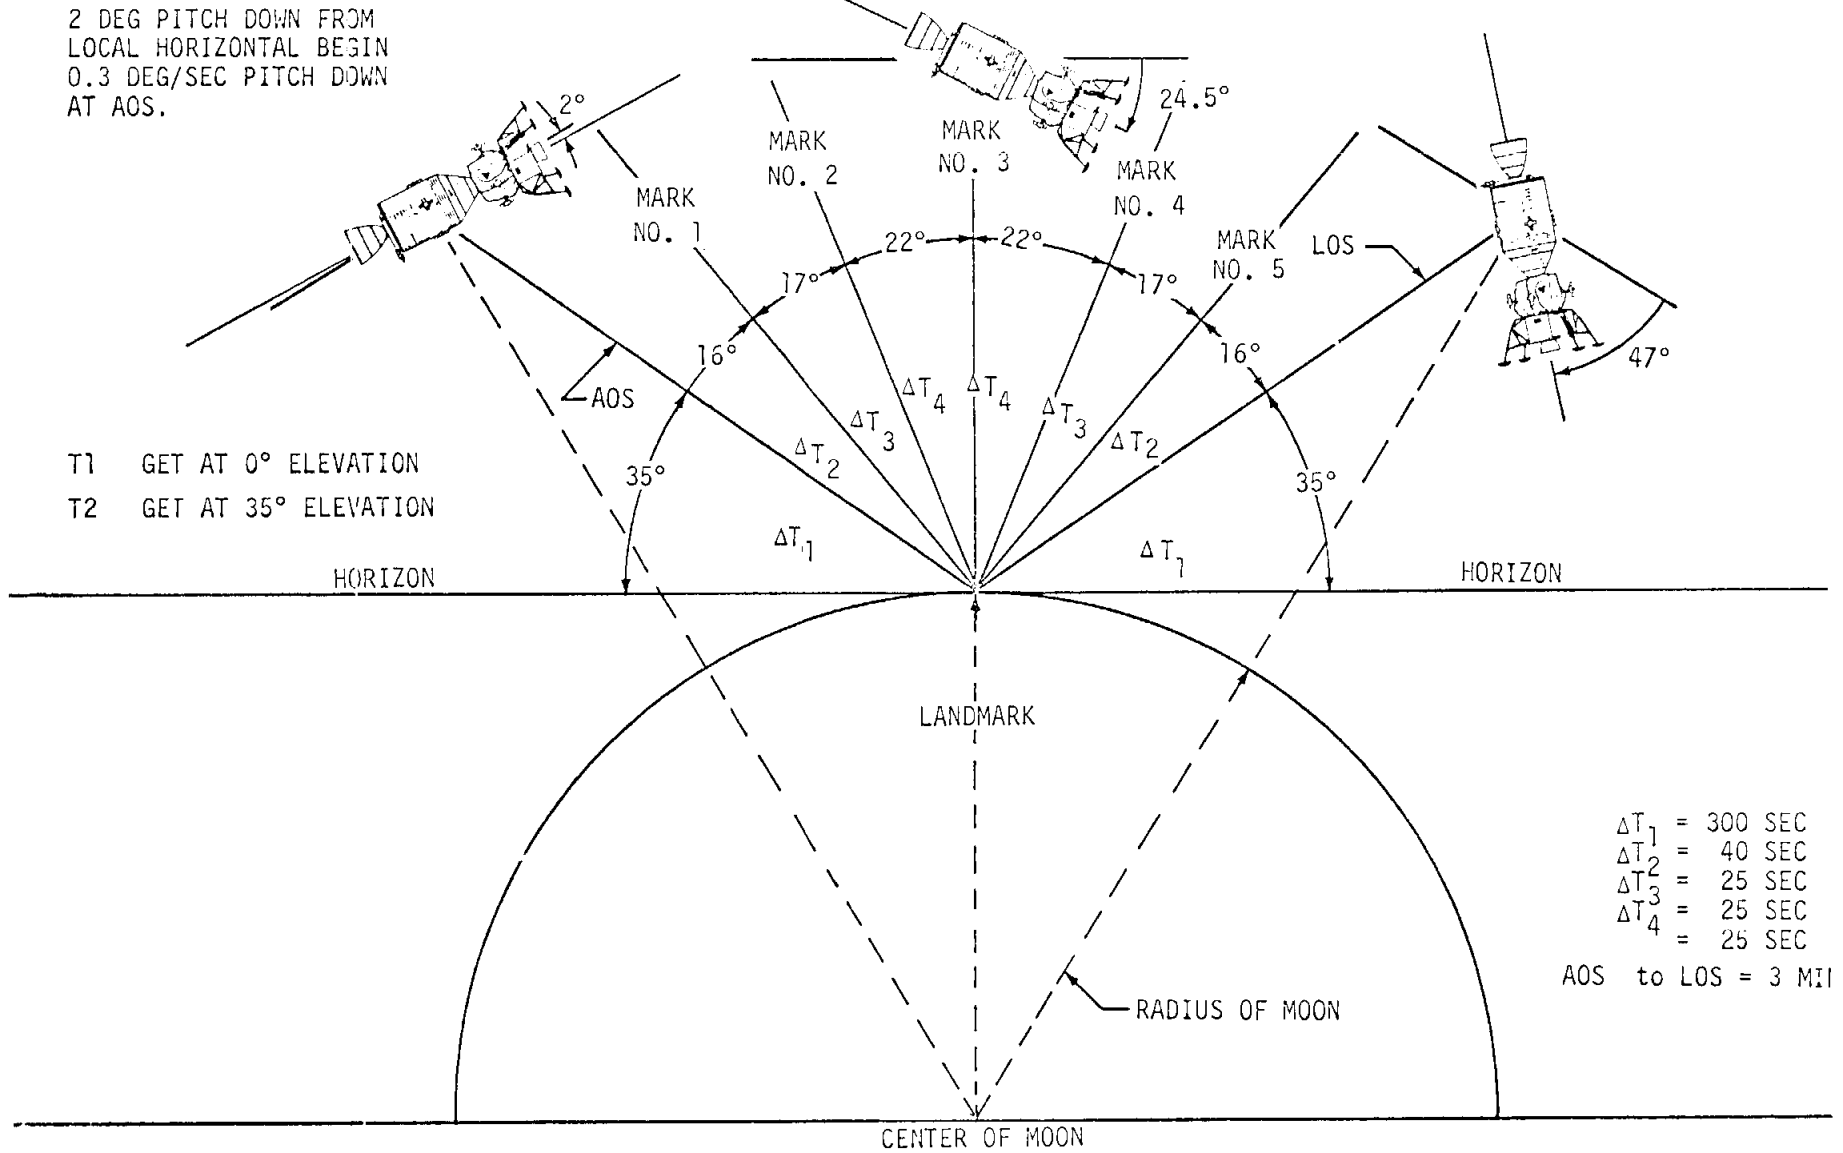 2 DEG PITCH DOWN FROM
LOCAL HORIZONTAL BEGIN
0.3 DEG/SEC PITCH DOWN
AT AOS.
2°
24.5°
MARK
NO. 1
MARK
NO. 2
MARK
NO. 3
MARK
NO. 4
MARK
NO. 5
LOS
47°
22°
22°
17°
17°
16°
16°
AOS
35°
35°
ΔT4
ΔT4
ΔT3
ΔT3
ΔT2
ΔT2
ΔT1
ΔT1
T1 GET AT 0° ELEVATION
T2 GET AT 35° ELEVATION
HORIZON
HORIZON
LANDMARK
ΔT1 = 300 SEC
ΔT2 = 40 SEC
ΔT3 = 25 SEC
ΔT4 = 25 SEC
= 25 SEC
AOS to LOS = 3 MI
RADIUS OF MOON
CENTER OF MOON